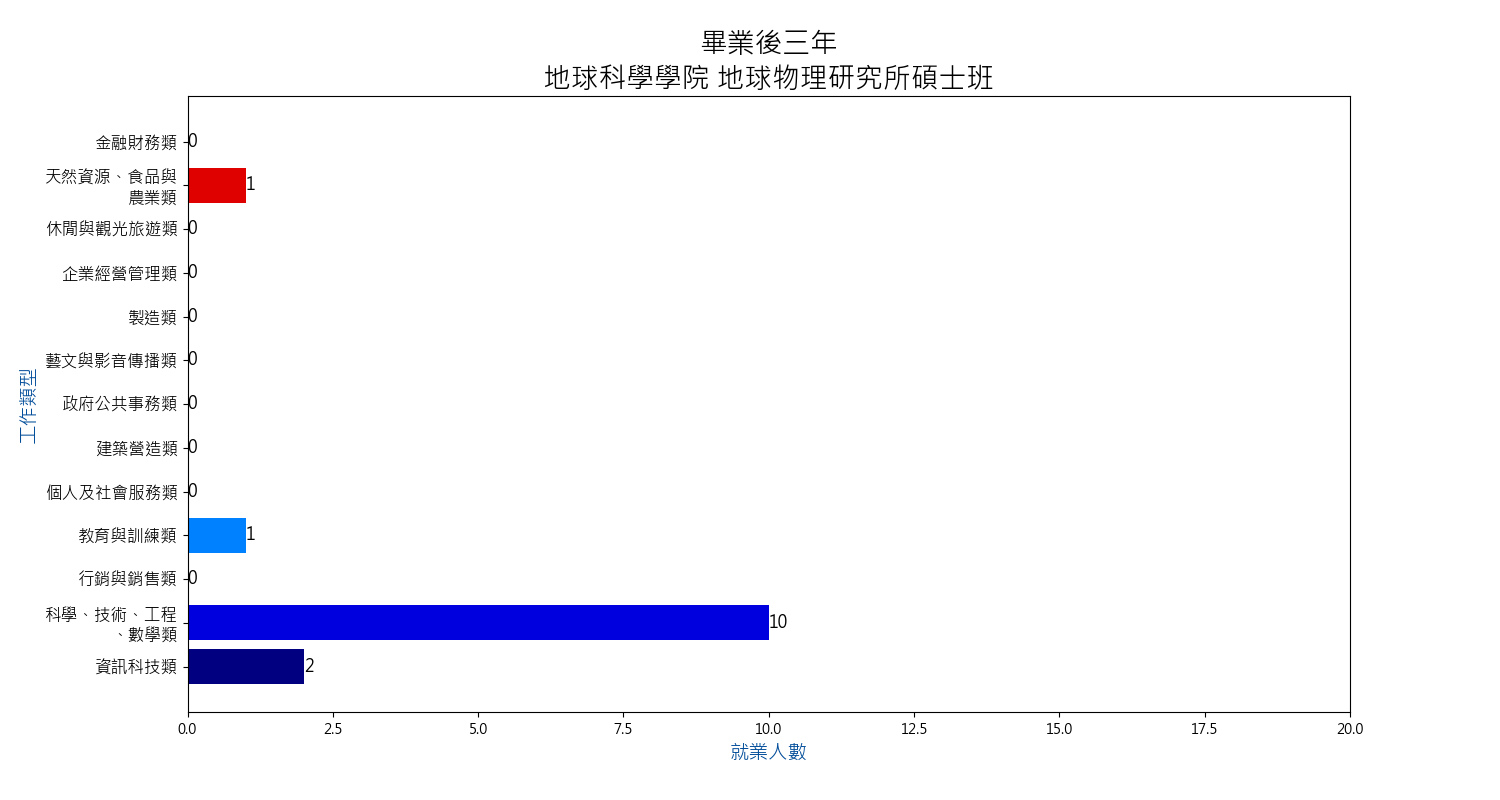 畢業後三年
地球科學學院 地球物理研究所碩士班
金融財務類 0
天然資源、食品與
農業類 1
休閒與觀光旅遊類 0
企業經營管理類 0
製造類 0
藝文與影音傳播類 0
政府公共事務類 0
建築營造類 0
個人及社會服務類 0
教育與訓練類 1
行銷與銷售類 0
科學、技術、工程
、數學類 10
資訊科技類 2
工作類型
0.0 2.5 5.0 7.5 10.0 12.5 15.0 17.5 20.0
就業人數